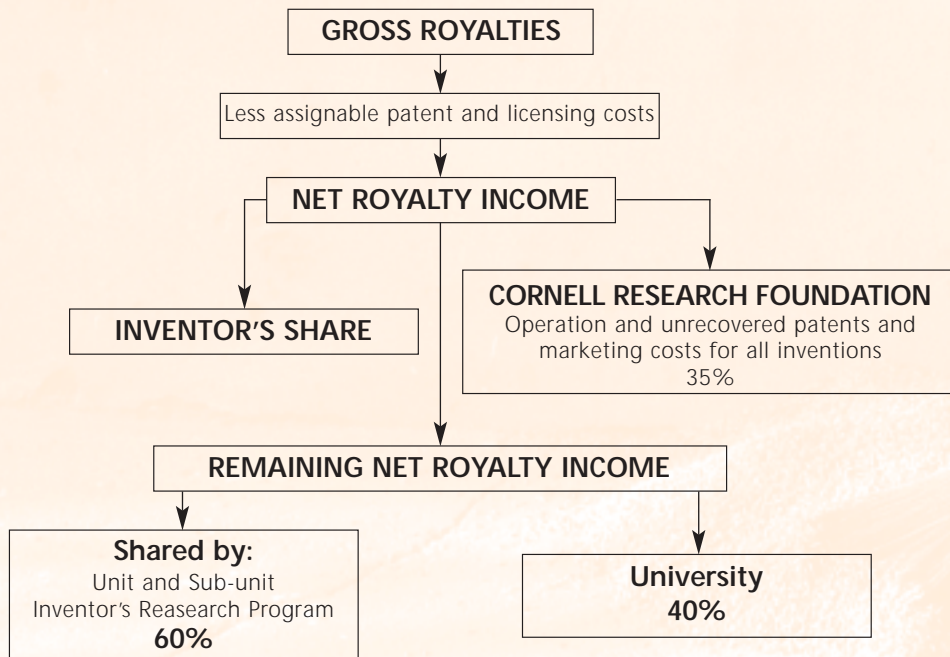 GROSS ROYALTIES
Less assignable patent and licensing costs
NET ROYALTY INCOME
INVENTOR'S SHARE
CORNELL RESEARCH FOUNDATION
Operation and unrecovered patents and
marketing costs for all inventions
35%
REMAINING NET ROYALTY INCOME
Shared by:
Unit and Sub-unit
Inventor's Reasearch Program
60%
University
40%